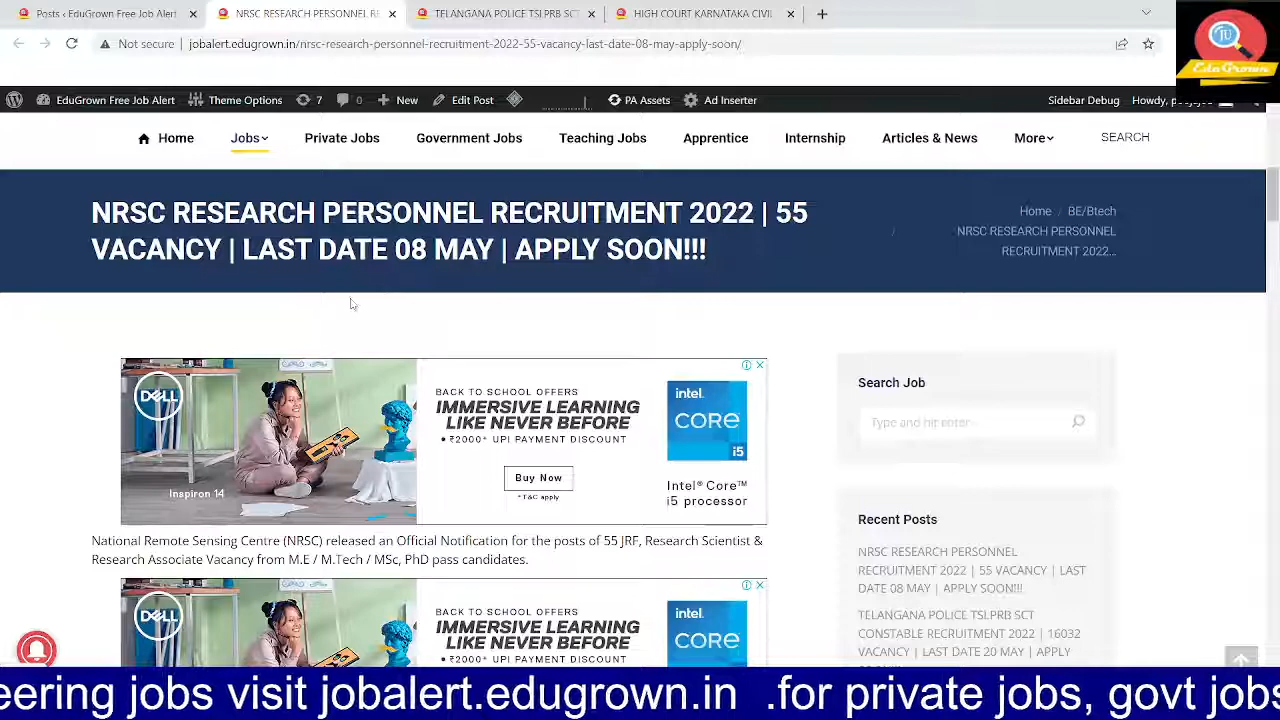 Posts ‹ EduGrown Free Job Alert
NRSC RESEARCH PERSONNEL RE
TELANGANA POLICE TSLPRB SCT
HIGH COURT KARNATAKA CIVIL
Not secure | jobalert.edugrown.in/nrsc-research-personnel-recruitment-2022-55-vacancy-last-date-08-may-apply-soon/
JU
EduGrown
EduGrown Free Job Alert
Theme Options
7
0
New
Edit Post
PA Assets
Ad Inserter
Sidebar Debug
Howdy,
Home
Jobs
Private Jobs
Government Jobs
Teaching Jobs
Apprentice
Internship
Articles & News
More
SEARCH
NRSC RESEARCH PERSONNEL RECRUITMENT 2022 | 55
VACANCY | LAST DATE 08 MAY | APPLY SOON!!!
Home / BE/Btech
/ NRSC RESEARCH PERSONNEL
RECRUITMENT 2022...
DELL
Inspiron 14
BACK TO SCHOOL OFFERS
IMMERSIVE LEARNING
LIKE NEVER BEFORE
• ₹2000* UPI PAYMENT DISCOUNT
Buy Now
*T&C apply
intel.
CORE
i5
Intel® Core™
i5 processor
National Remote Sensing Centre (NRSC) released an Official Notification for the posts of 55 JRF, Research Scientist &
Research Associate Vacancy from M.E / M.Tech / MSc, PhD pass candidates.
DELL
BACK TO SCHOOL OFFERS
IMMERSIVE LEARNING
LIKE NEVER BEFORE
• ₹2000* UPI PAYMENT DISCOUNT
intel.
CORE
Search Job
Type and hit enter
Recent Posts
NRSC RESEARCH PERSONNEL
RECRUITMENT 2022 | 55 VACANCY | LAST
DATE 08 MAY | APPLY SOON!!!
TELANGANA POLICE TSLPRB SCT
CONSTABLE RECRUITMENT 2022 | 16032
VACANCY | LAST DATE 20 MAY | APPLY
eering jobs visit jobalert.edugrown.in .for private jobs, govt jobs